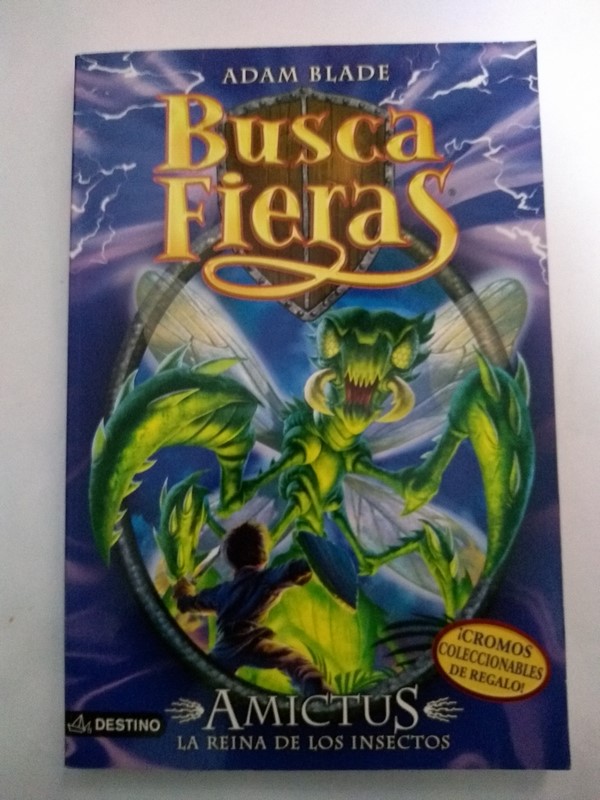 ADAM BLADE
BUSCA
FIERAS
¡CROMOS
COLECCIONABLES
DE REGALO!
AMICTUS
LA REINA DE LOS INSECTOS
DESTINO